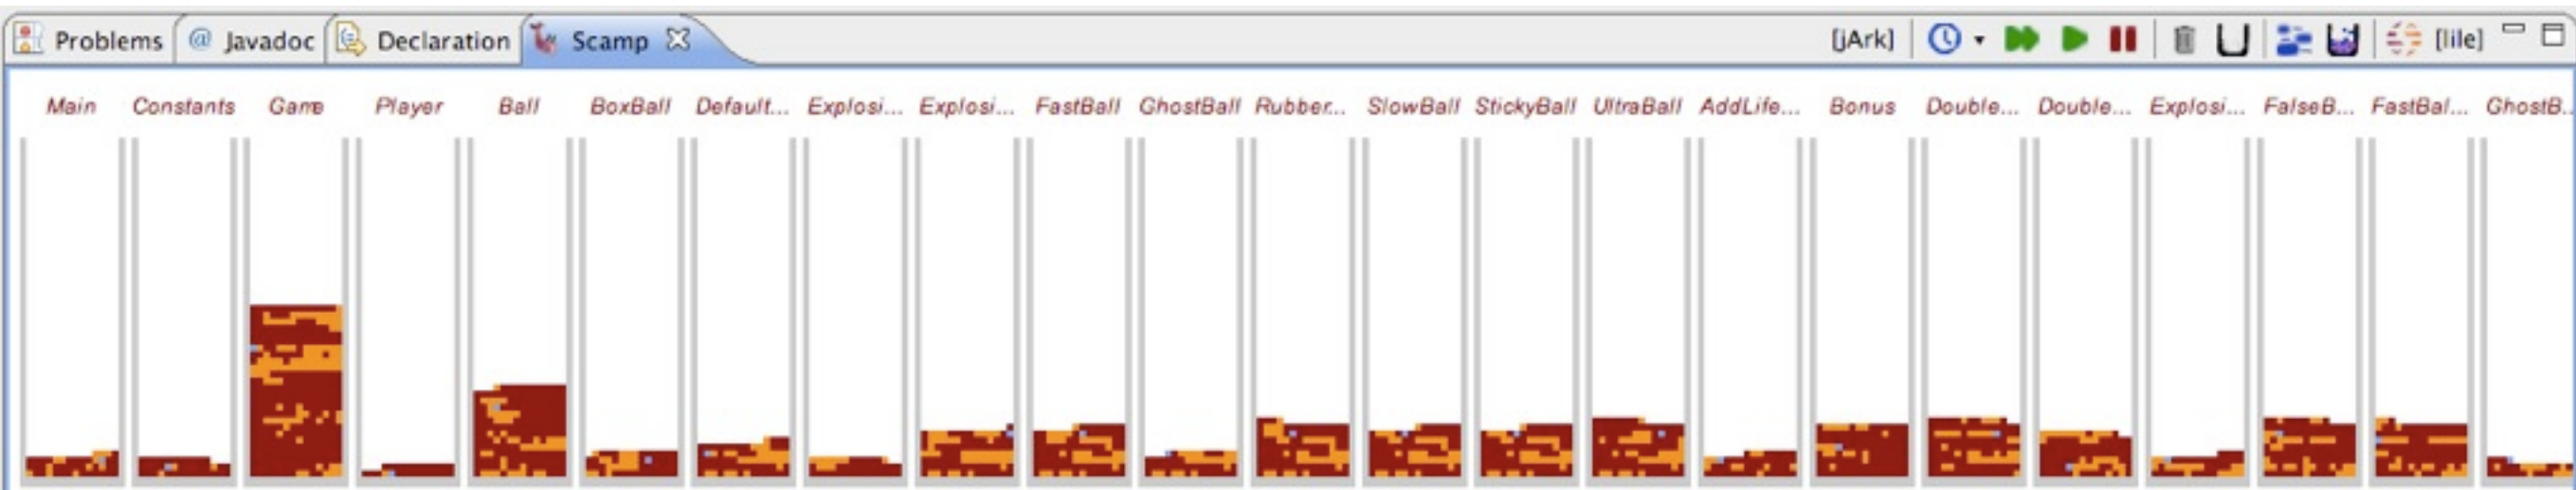 Problems @ Javadoc Declaration Scamp [jArk] [lile]
Main Constants Game Player Ball BoxBall Default... Explosi... Explosi... FastBall GhostBall Rubber... SlowBall StickyBall UltraBall AddLife... Bonus Double... Double... Explosi... FalseB... FastBal... GhostB...